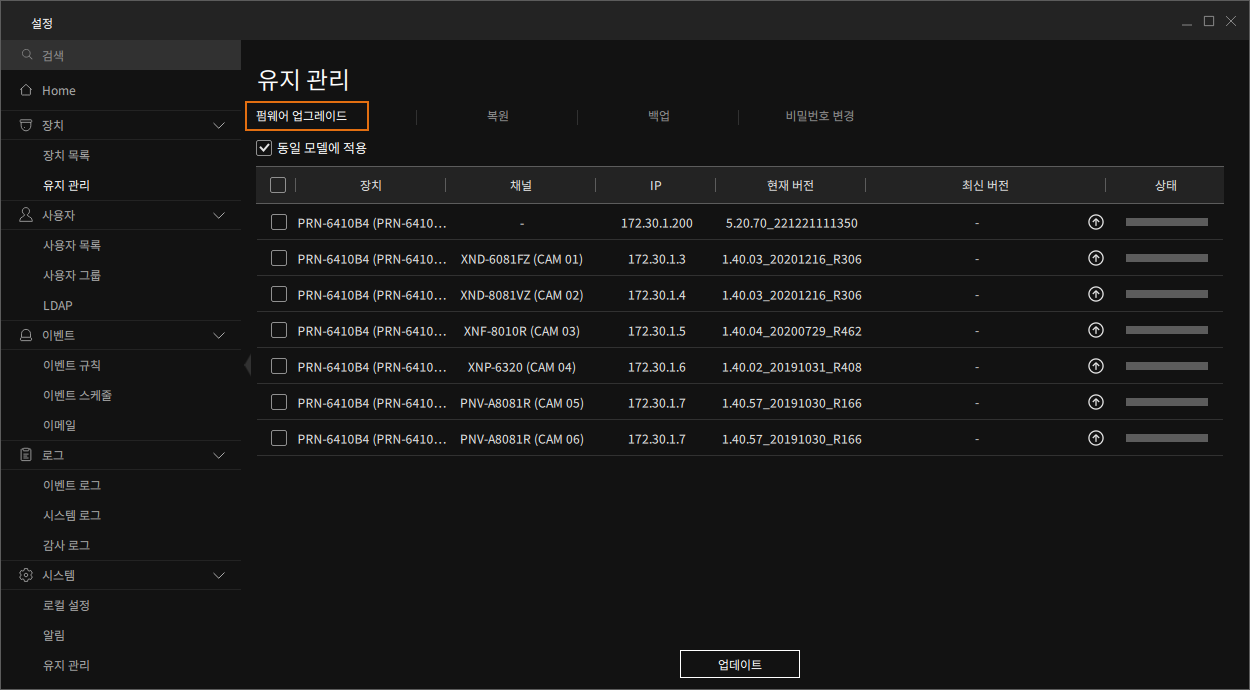 설정
검색
Home
장치
장치 목록
유지 관리
사용자
사용자 목록
사용자 그룹
LDAP
이벤트
이벤트 규칙
이벤트 스케줄
이메일
로그
이벤트 로그
시스템 로그
감사 로그
시스템
로컬 설정
알림
유지 관리
유지 관리
펌웨어 업그레이드 복원 백업 비밀번호 변경
동일 모델에 적용
장치 채널 IP 현재 버전 최신 버전 상태
PRN-6410B4 (PRN-6410... - 172.30.1.200 5.20.70_221221111350 -
PRN-6410B4 (PRN-6410... XND-6081FZ (CAM 01) 172.30.1.3 1.40.03_20201216_R306 -
PRN-6410B4 (PRN-6410... XND-8081VZ (CAM 02) 172.30.1.4 1.40.03_20201216_R306 -
PRN-6410B4 (PRN-6410... XNF-8010R (CAM 03) 172.30.1.5 1.40.04_20200729_R462 -
PRN-6410B4 (PRN-6410... XNP-6320 (CAM 04) 172.30.1.6 1.40.02_20191031_R408 -
PRN-6410B4 (PRN-6410... PNV-A8081R (CAM 05) 172.30.1.7 1.40.57_20191030_R166 -
PRN-6410B4 (PRN-6410... PNV-A8081R (CAM 06) 172.30.1.7 1.40.57_20191030_R166 -
업데이트